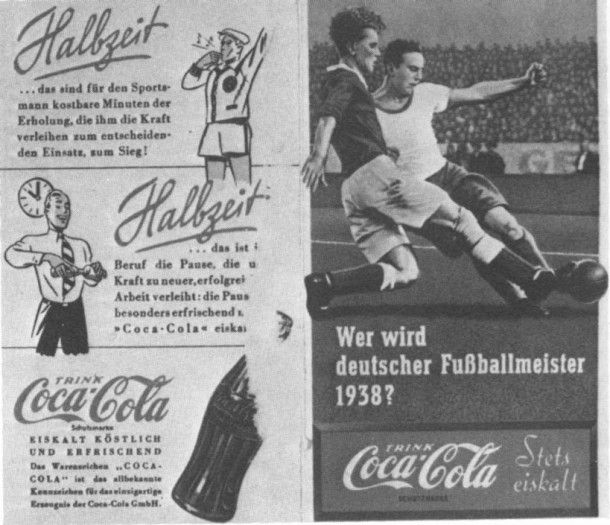 Halbzeit
...das sind für den Sports-
mann kostbare Minuten der
Erholung, die ihm die Kraft
verleihen zum entscheiden-
den Einsatz, zum Sieg!
Halbzeit
... das ist
Beruf die Pause, die
Kraft zu neuer, erfolgrei
Arbeit verleiht: die Paus
besonders erfrischend
»Coca-Cola« eiska
TRINK
Coca-Cola
Schutzmarke
EISKALT KÖSTLICH
UND ERFRISCHEND
Das Warenzeichen „COCA-
COLA" ist das altbekannte
Kennzeichen für das einzigartige
Erzeugnis der Coca-Cola GmbH.
Wer wird
deutscher Fußballmeister
1938?
TRINK
Coca-Cola
SCHUTZMARKE
Stets
eiskalt